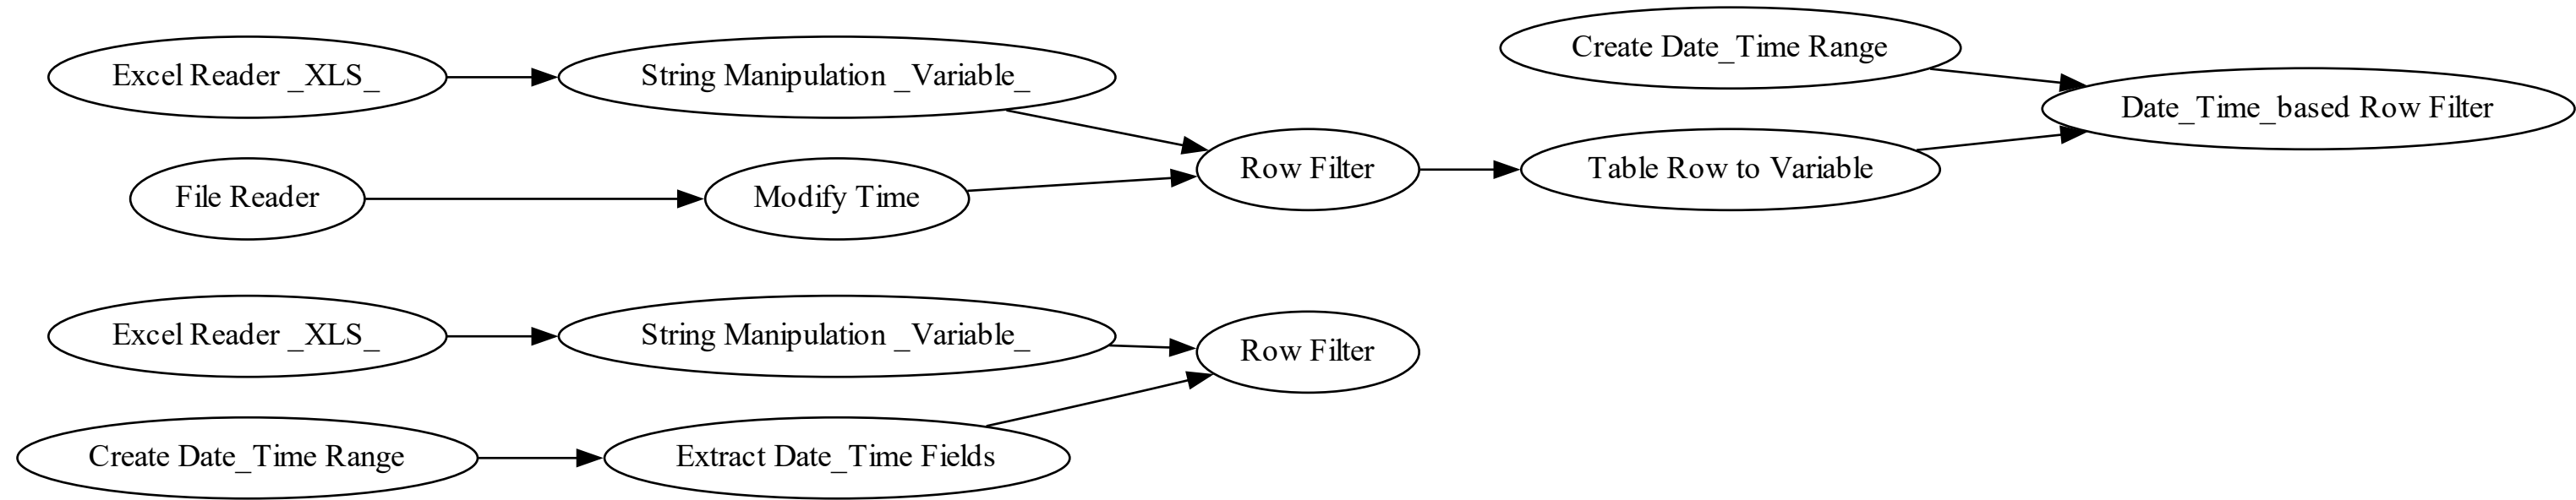 Excel Reader _XLS_
String Manipulation _Variable_
Create Date_Time Range
Date_Time_based Row Filter
File Reader
Modify Time
Row Filter
Table Row to Variable
Excel Reader _XLS_
String Manipulation _Variable_
Row Filter
Create Date_Time Range
Extract Date_Time Fields